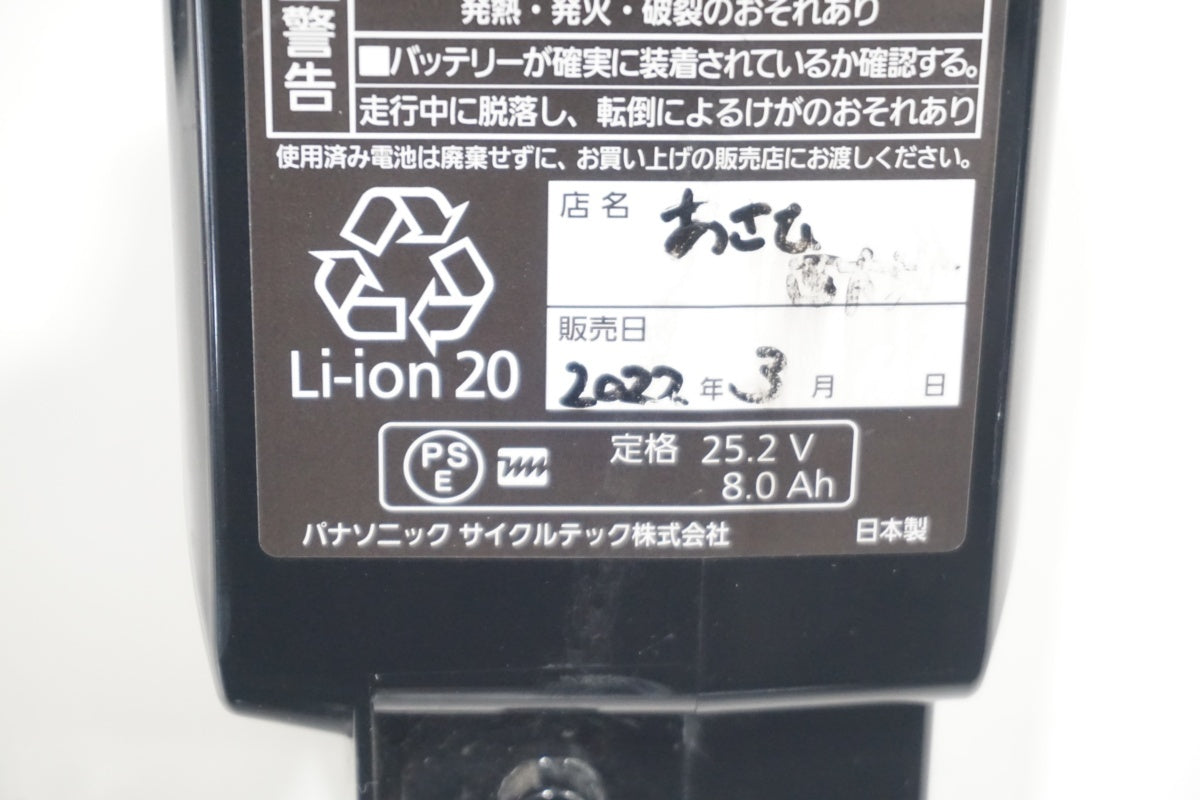 発熱・発火・破裂のおそれあり
警告
■バッテリーが確実に装着されているか確認する。
走行中に脱落し、転倒によるけがのおそれあり
使用済み電池は廃棄せずに、お買い上げの販売店にお渡しください。
店名 あさひ
販売日
2022年3月 日
Li-ion 20
PS
E
定格 25.2 V
8.0 Ah
パナソニック サイクルテック株式会社 日本製